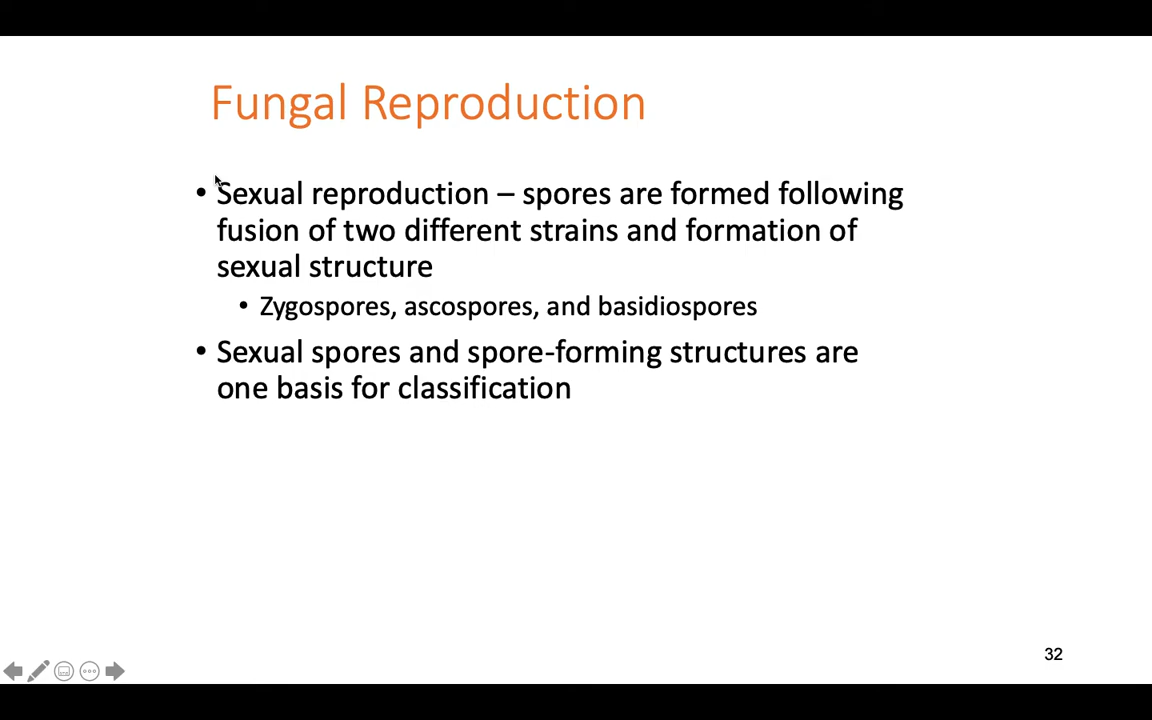 Fungal Reproduction
• Sexual reproduction – spores are formed following
fusion of two different strains and formation of
sexual structure
• Zygospores, ascospores, and basidiospores
• Sexual spores and spore-forming structures are
one basis for classification
32